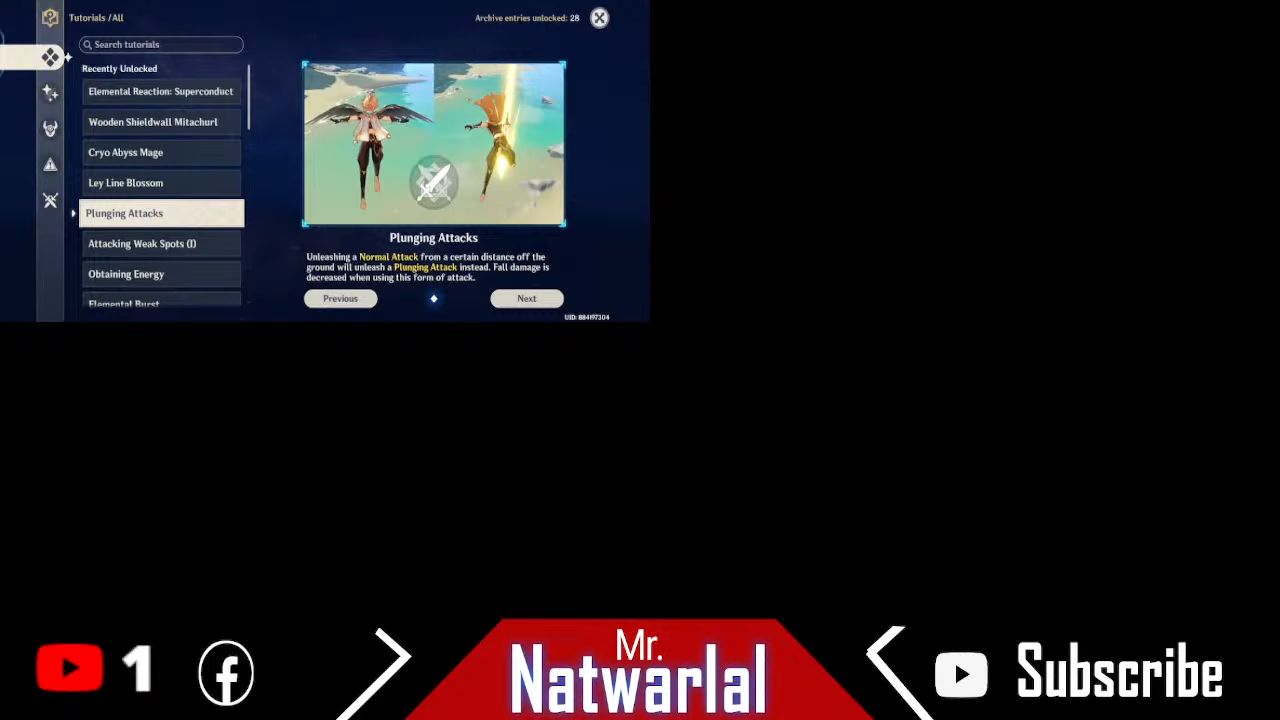 Tutorials /All
Archive entries unlocked: 28
Search tutorials
Recently Unlocked
Elemental Reaction: Superconduct
Wooden Shieldwall Mitachurl
Cryo Abyss Mage
Ley Line Blossom
Plunging Attacks
Attacking Weak Spots (I)
Obtaining Energy
Elemental Burst
Plunging Attacks
Unleashing a Normal Attack from a certain distance off the
ground will unleash a Plunging Attack instead. Fall damage is
decreased when using this form of attack.
Previous
Next
UID: 884197304
1
Mr.
Natwarlal
Subscribe